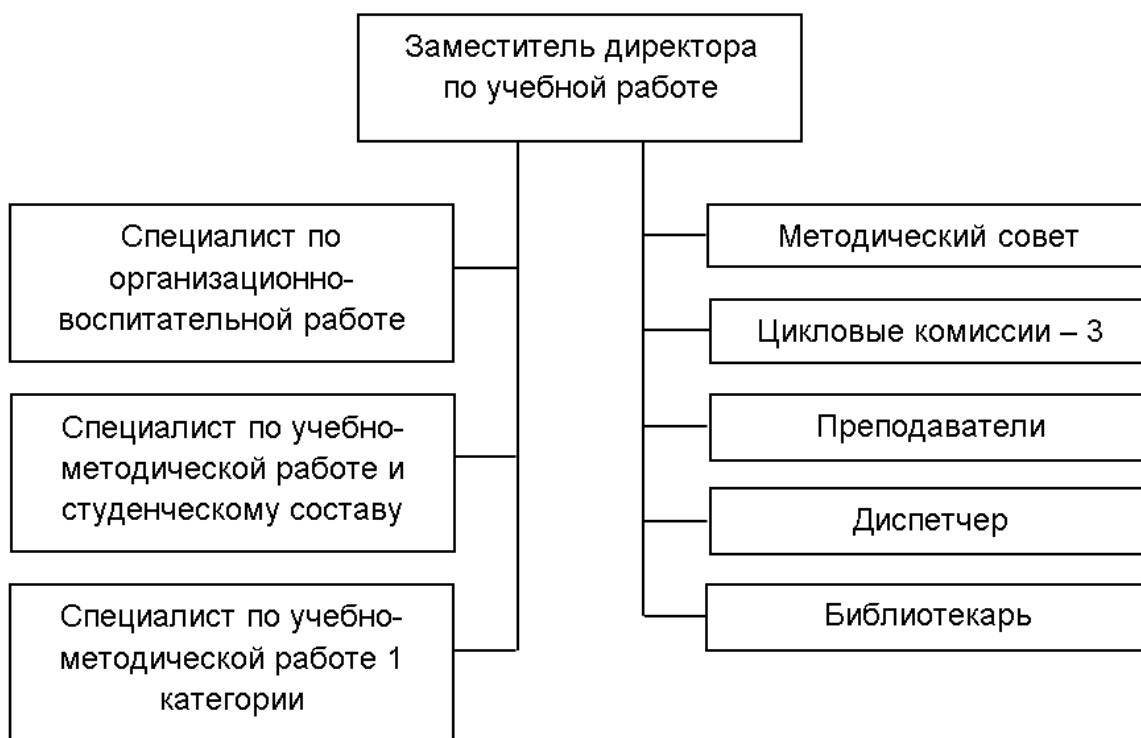 Заместитель директора
по учебной работе
Специалист по
организационно-
воспитательной работе
Специалист по учебно-
методической работе и
студенческому составу
Специалист по учебно-
методической работе 1
категории
Методический совет
Цикловые комиссии – 3
Преподаватели
Диспетчер
Библиотекарь